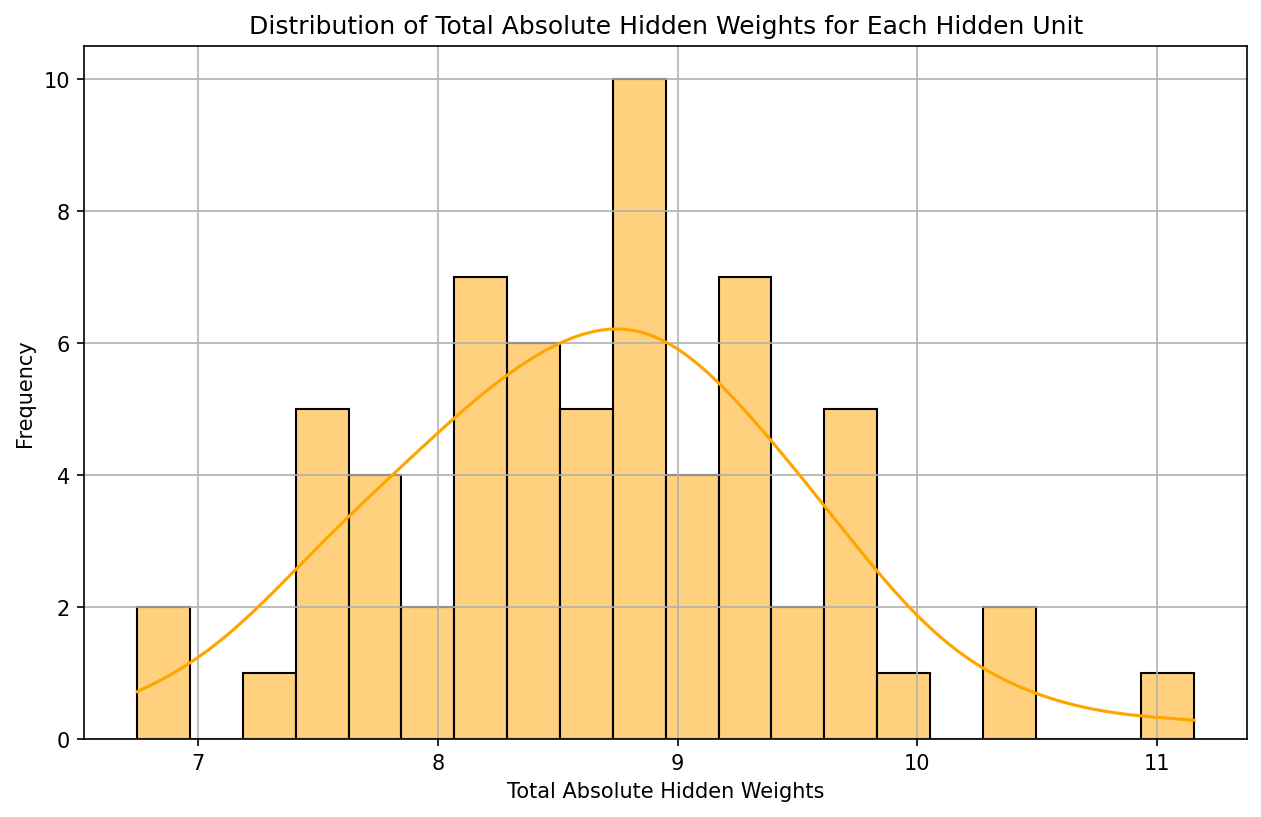 Distribution of Total Absolute Hidden Weights for Each Hidden Unit
10
8
6
4
2
0
Frequency
7 8 9 10 11
Total Absolute Hidden Weights